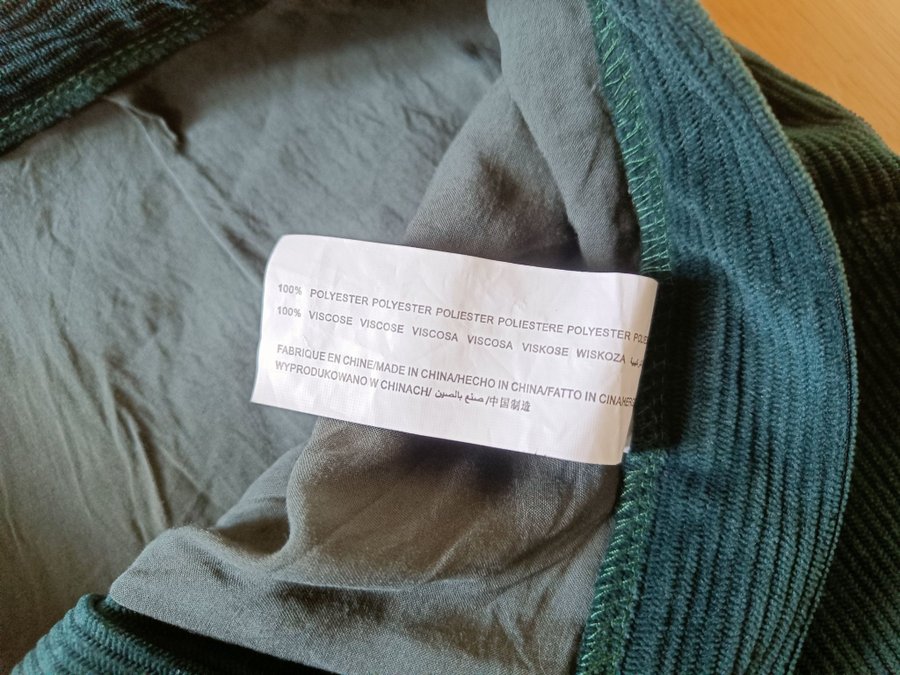 100% POLYESTER POLYESTER POLIESTER POLIESTERE POLYESTER
100% VISCOSE VISCOSE VISCOSA VISCOSA VISKOSE WISKOZA
FABRIQUE EN CHINE/MADE IN CHINA/HECHO IN CHINA/FATTO IN CINA/
WYPRODUKOWANO W CHINACH/ صنع بالصين /中国制造